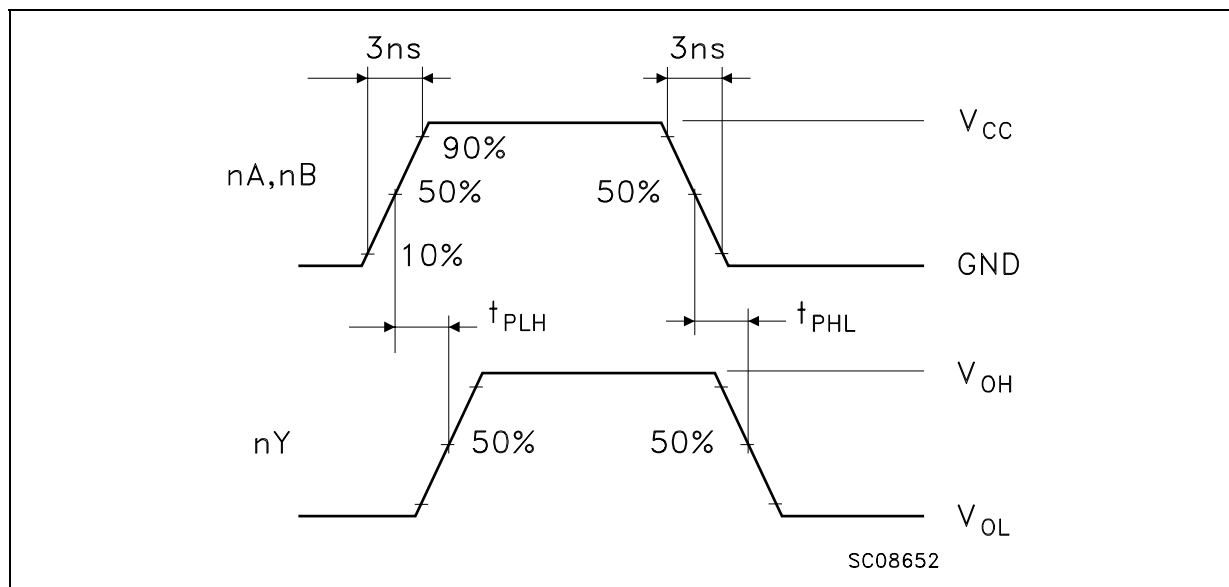 3ns 3ns
V_CC
90%
nA,nB
50% 50%
10%
GND
t_PLH t_PHL
V_OH
nY
50% 50%
V_OL
SC08652